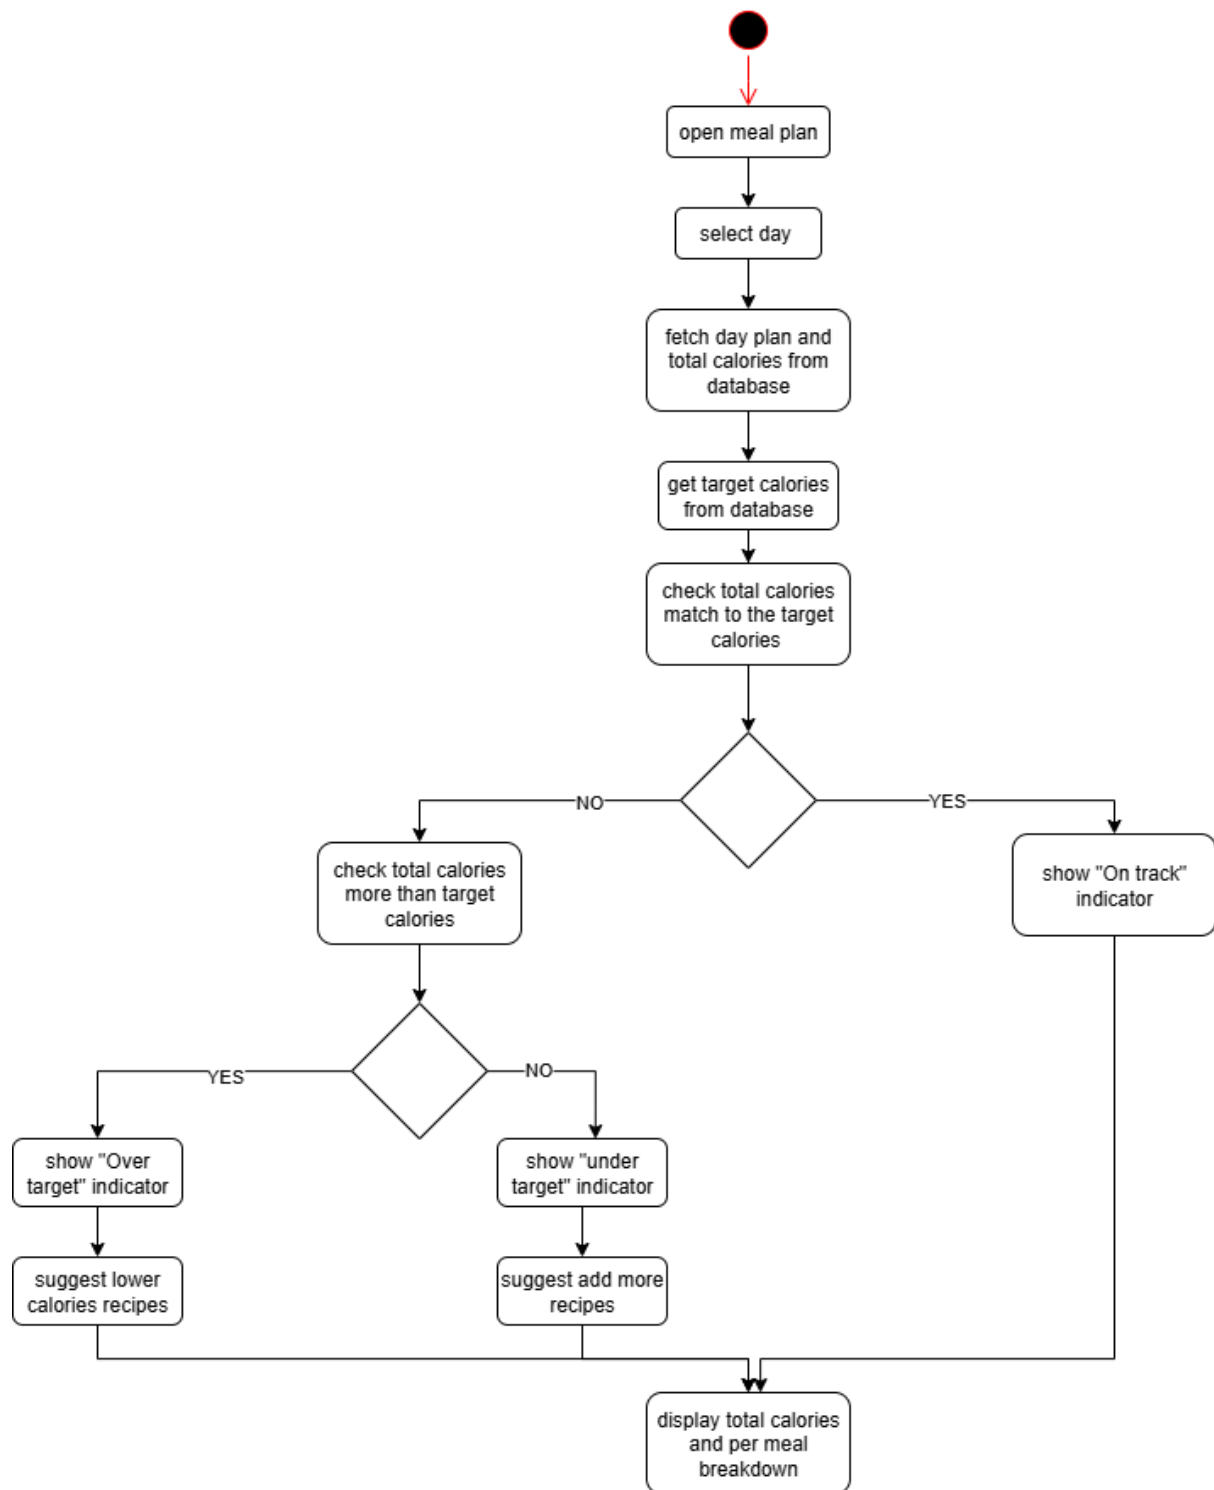 open meal plan
select day
fetch day plan and
total calories from
database
get target calories
from database
check total calories
match to the target
calories
NO
YES
check total calories
more than target
calories
show "On track"
indicator
YES
NO
show "Over
target" indicator
show "under
target" indicator
suggest lower
calories recipes
suggest add more
recipes
display total calories
and per meal
breakdown